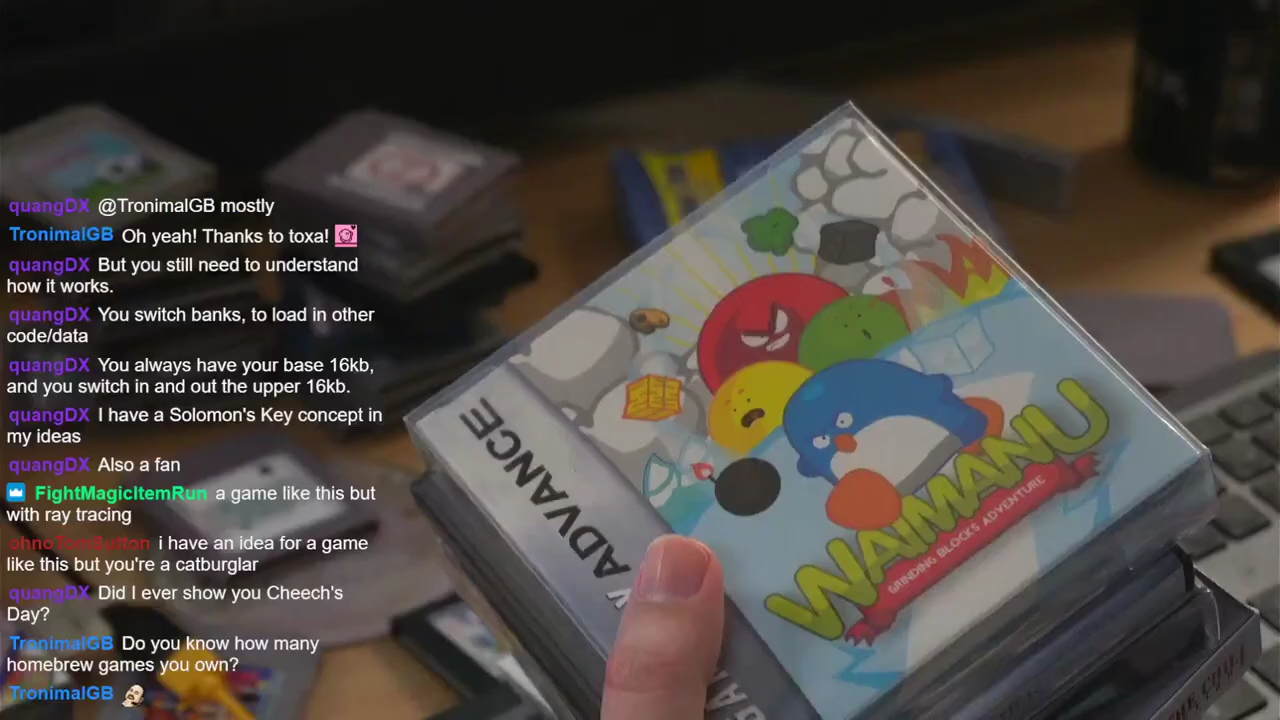 quangDX @TronimalGB mostly
TronimalGB Oh yeah! Thanks to toxa!
quangDX But you still need to understand
how it works.
quangDX You switch banks, to load in other
code/data
quangDX You always have your base 16kb,
and you switch in and out the upper 16kb.
quangDX I have a Solomon's Key concept in
my ideas
quangDX Also a fan
FightMagicItemRun a game like this but
with ray tracing
ohnoTomButton i have an idea for a game
like this but you're a catburglar
quangDX Did I ever show you Cheech's
Day?
TronimalGB Do you know how many
homebrew games you own?
TronimalGB
ADVANCE
WAIMANU
GRINDING BLOCKS ADVENTURE